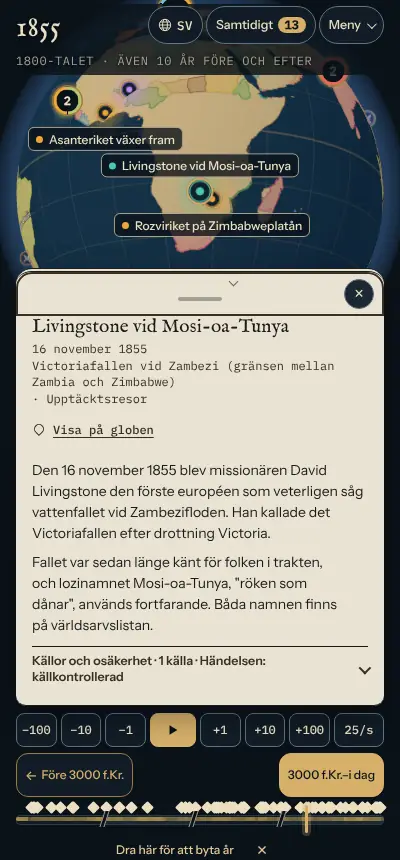 1855
SV
Samtidigt 13
Meny
1800-TALET · ÄVEN 10 ÅR FÖRE OCH EFTER
2
2
Asanteriket växer fram
Livingstone vid Mosi-oa-Tunya
Rozviriket på Zimbabweplatån
Livingstone vid Mosi-oa-Tunya
16 november 1855
Victoriafallen vid Zambezi (gränsen mellan
Zambia och Zimbabwe)
· Upptäcktsresor
Visa på globen
Den 16 november 1855 blev missionären David
Livingstone den förste européen som veterligen såg
vattenfallet vid Zambezifloden. Han kallade det
Victoriafallen efter drottning Victoria.
Fallet var sedan länge känt för folken i trakten,
och lozinamnet Mosi-oa-Tunya, "röken som
dånar", används fortfarande. Båda namnen finns
på världsarvslistan.
Källor och osäkerhet · 1 källa · Händelsen:
källkontrollerad
−100
−10
−1
+1
+10
+100
25/s
← Före 3000 f.Kr.
3000 f.Kr.–i dag
Dra här för att byta år